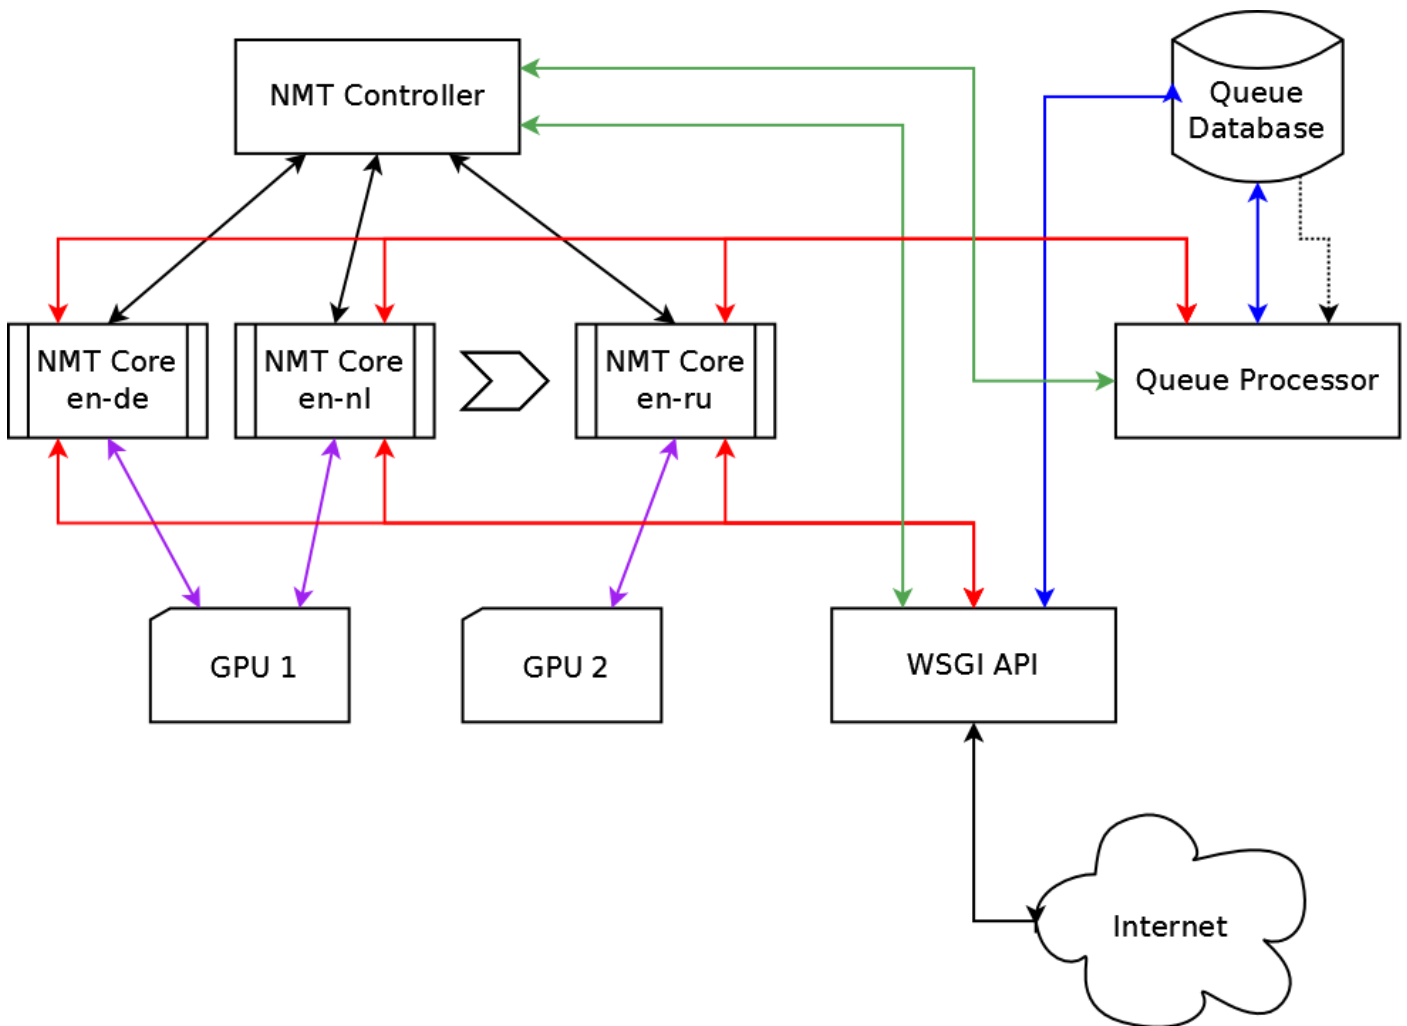 NMT Controller
Queue
Database
NMT Core
en-de
NMT Core
en-nl
NMT Core
en-ru
Queue Processor
GPU 1
GPU 2
WSGI API
Internet